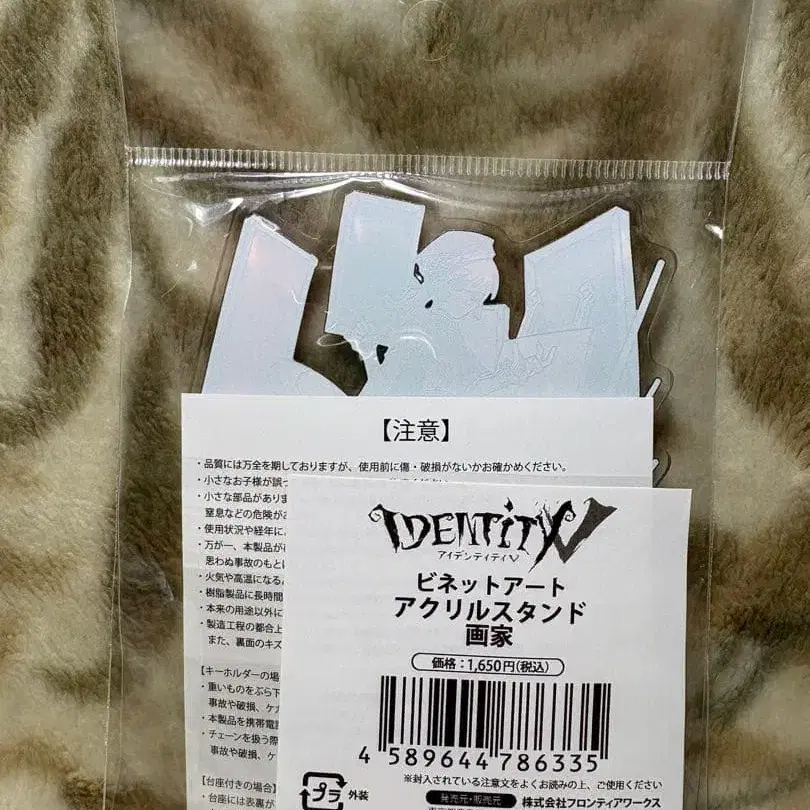 【注意】
・品質には万全を期しておりますが、使用前に傷・破損がないかお確かめください。
・小さなお子様が誤っ
・小さな部品がありま
窒息などの危険があ
・使用状況や経年に
・万が一、本製品が
思わぬ事故のもと
・火気や高温になる
・樹脂製品に長時間
・本来の用途以外に
・製造工程の都合上
また、裏面のキズ
【キーホルダーの場
・重いものをぶら下
事故や破損、ケガ
・本製品を携帯電話
・チェーンを扱う際
事故や破損、ケ
【台座付きの場合】
・台座には表裏が
IDENTITY V
アイデンティティV
ビネットアート
アクリルスタンド
画家
価格：1,650円(税込)
4 589644 786335
※封入されている注意文をよくお読みの上、ご使用ください
プラ 外装
発売元・販売元 株式会社フロンティアワークス